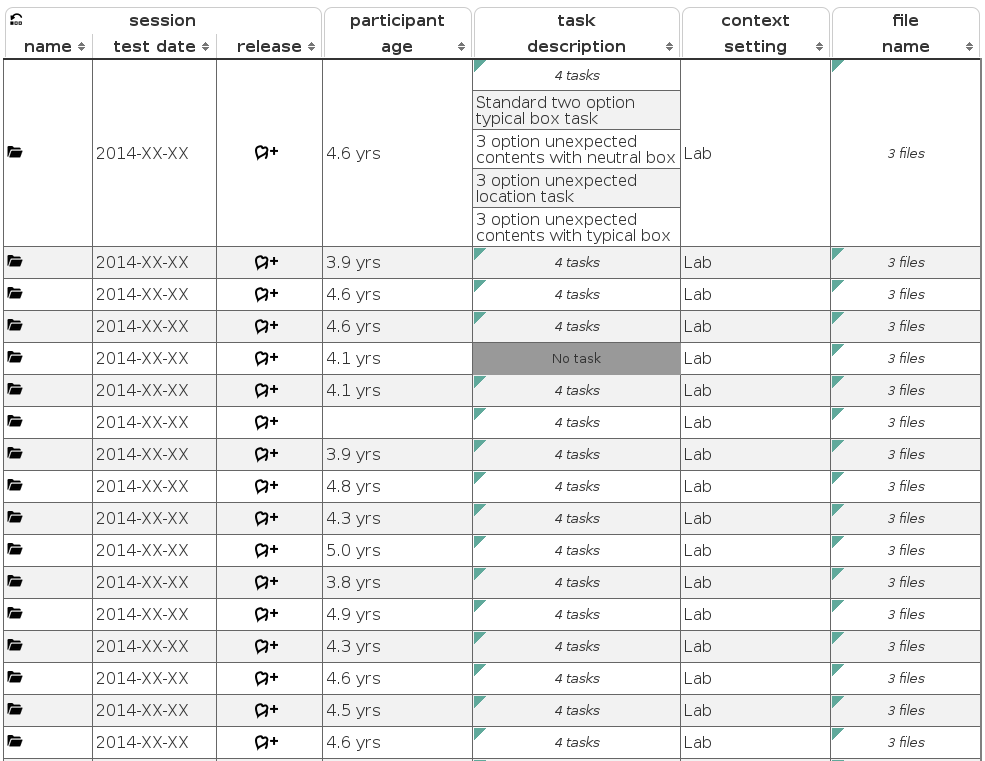 session participant task context file
name test date release age description setting name
4 tasks
Standard two option
typical box task
3 option unexpected
contents with neutral box
2014-XX-XX 4.6 yrs Lab 3 files
3 option unexpected
location task
3 option unexpected
contents with typical box
2014-XX-XX 3.9 yrs 4 tasks Lab 3 files
2014-XX-XX 4.6 yrs 4 tasks Lab 3 files
2014-XX-XX 4.6 yrs 4 tasks Lab 3 files
2014-XX-XX 4.1 yrs No task Lab 3 files
2014-XX-XX 4.1 yrs 4 tasks Lab 3 files
2014-XX-XX 4 tasks Lab 3 files
2014-XX-XX 3.9 yrs 4 tasks Lab 3 files
2014-XX-XX 4.8 yrs 4 tasks Lab 3 files
2014-XX-XX 4.3 yrs 4 tasks Lab 3 files
2014-XX-XX 5.0 yrs 4 tasks Lab 3 files
2014-XX-XX 3.8 yrs 4 tasks Lab 3 files
2014-XX-XX 4.9 yrs 4 tasks Lab 3 files
2014-XX-XX 4.3 yrs 4 tasks Lab 3 files
2014-XX-XX 4.6 yrs 4 tasks Lab 3 files
2014-XX-XX 4.5 yrs 4 tasks Lab 3 files
2014-XX-XX 4.6 yrs 4 tasks Lab 3 files